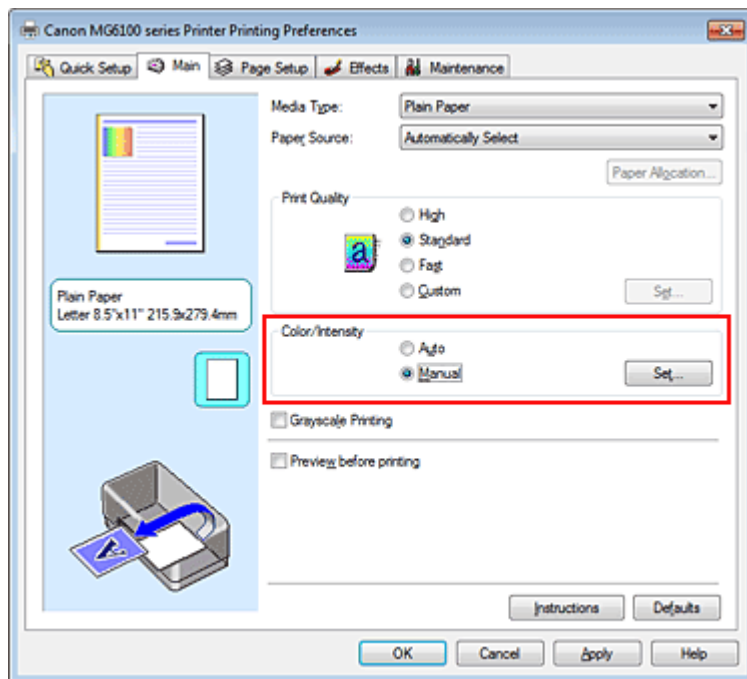 Canon MG6100 series Printer Printing Preferences
Quick Setup Main Page Setup Effects Maintenance
Media Type: Plain Paper
Paper Source: Automatically Select
Paper Allocation...
Print Quality
High
a Standard
Fast
Custom Set...
Plain Paper
Letter 8.5"x11" 215.9x279.4mm
Color/Intensity
Auto
Manual Set...
Grayscale Printing
Preview before printing
Instructions Defaults
OK Cancel Apply Help